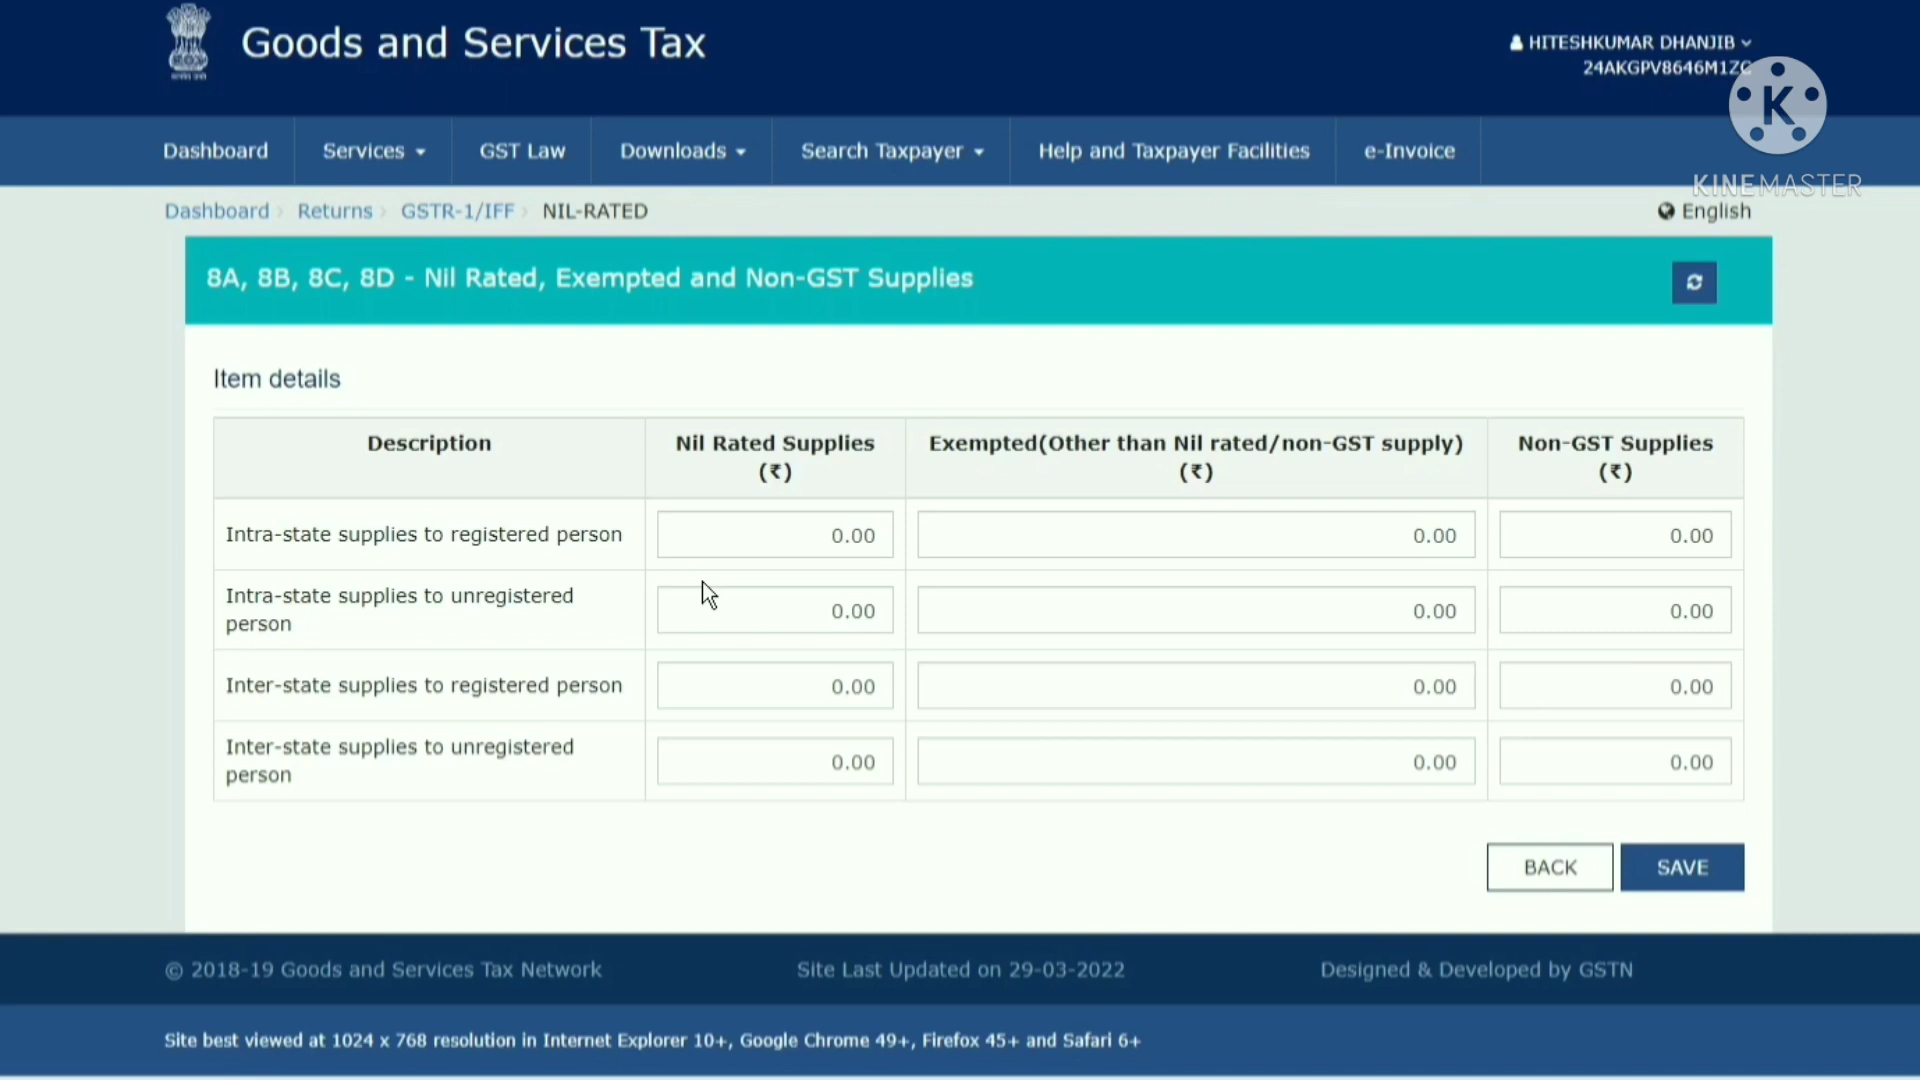 Goods and Services Tax
HITESHKUMAR DHANJIB
24AKGPV8646M1ZG
K
KINEMASTER
Dashboard
Services
GST Law
Downloads
Search Taxpayer
Help and Taxpayer Facilities
e-Invoice
Dashboard › Returns › GSTR-1/IFF › NIL-RATED
English
8A, 8B, 8C, 8D - Nil Rated, Exempted and Non-GST Supplies
Item details
Description
Nil Rated Supplies
(₹)
Exempted(Other than Nil rated/non-GST supply)
(₹)
Non-GST Supplies
(₹)
Intra-state supplies to registered person
0.00
0.00
0.00
Intra-state supplies to unregistered
person
0.00
0.00
0.00
Inter-state supplies to registered person
0.00
0.00
0.00
Inter-state supplies to unregistered
person
0.00
0.00
0.00
BACK
SAVE
© 2018-19 Goods and Services Tax Network
Site Last Updated on 29-03-2022
Designed & Developed by GSTN
Site best viewed at 1024 x 768 resolution in Internet Explorer 10+, Google Chrome 49+, Firefox 45+ and Safari 6+